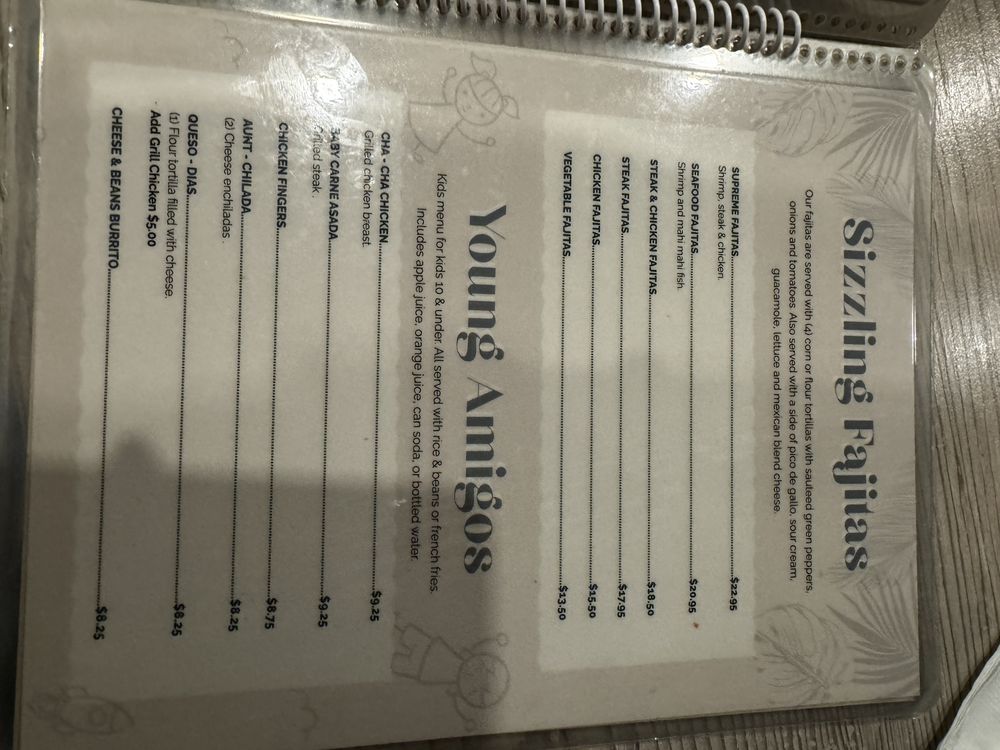 Sizzling Fajitas
Our fajitas are served with (4) corn or flour tortillas with sauteed green peppers,
onions and tomatoes. Also served with a side of pico de gallo, sour cream,
guacamole, lettuce and mexican blend cheese.
SUPREME FAJITAS $22.95
Shrimp, steak & chicken.
SEAFOOD FAJITAS $20.95
Shrimp and mahi mahi fish.
STEAK & CHICKEN FAJITAS $18.50
STEAK FAJITAS $17.95
CHICKEN FAJITAS $15.50
VEGETABLE FAJITAS $13.50
Young Amigos
Kids menu for kids 10 & under. All served with rice & beans or french fries.
Includes apple juice, orange juice, can soda, or bottled water.
CHA - CHA CHICKEN $9.25
Grilled chicken breast.
BABY CARNE ASADA $9.25
Grilled steak.
CHICKEN FINGERS $8.75
AUNT - CHILADA $8.25
(2) Cheese enchiladas.
QUESO - DIAS $8.25
(1) Flour tortilla filled with cheese.
Add Grill Chicken $5.00
CHEESE & BEANS BURRITO $8.25